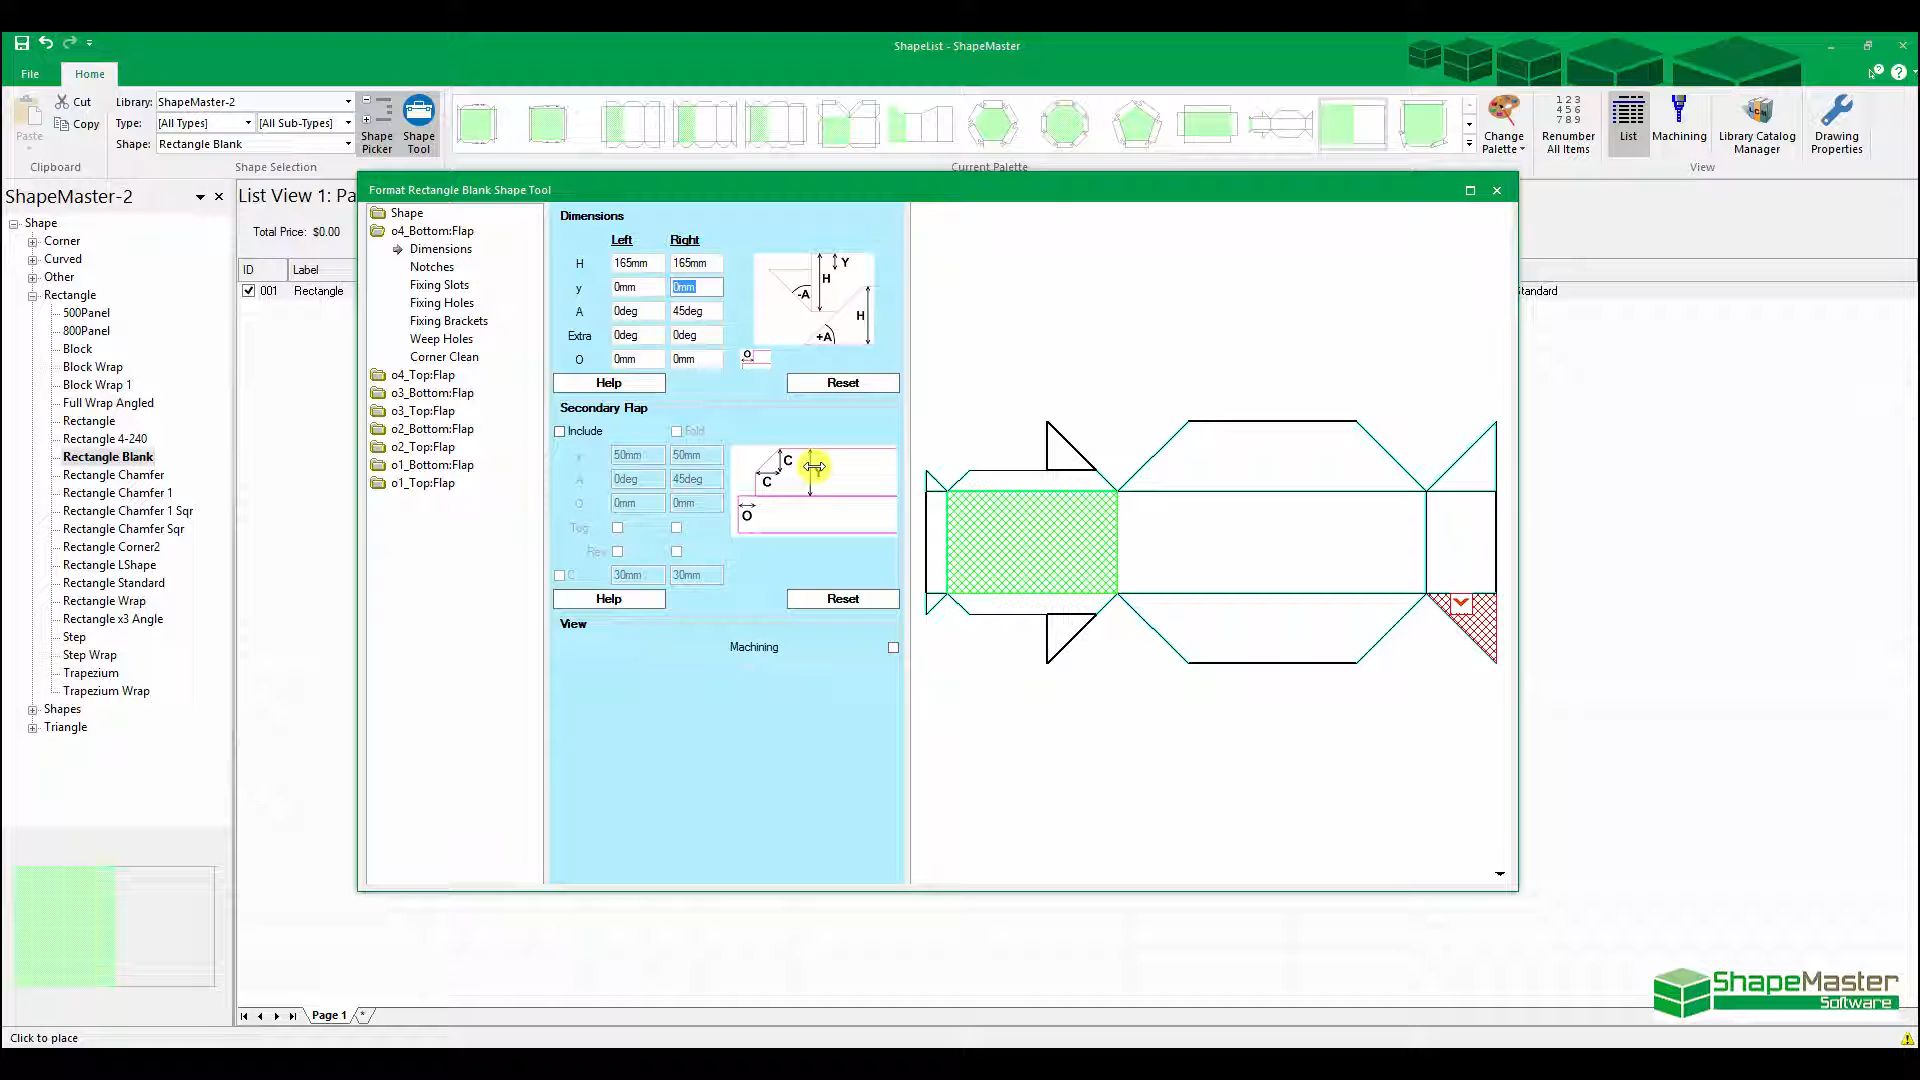 ShapeList - ShapeMaster
File
Home
Paste
Cut
Copy
Clipboard
Library: ShapeMaster-2
Type: [All Types] [All Sub-Types]
Shape: Rectangle Blank
Shape Picker
Shape Tool
Shape Selection
Current Palette
Change Palette
1 2 3
4 5 6
7 8 9
Renumber All Items
List
Machining
Library Catalog Manager
Drawing Properties
View
ShapeMaster-2
Shape
Corner
Curved
Other
Rectangle
500Panel
800Panel
Block
Block Wrap
Block Wrap 1
Full Wrap Angled
Rectangle
Rectangle 4-240
Rectangle Blank
Rectangle Chamfer
Rectangle Chamfer 1
Rectangle Chamfer 1 Sqr
Rectangle Chamfer Sqr
Rectangle Corner2
Rectangle LShape
Rectangle Standard
Rectangle Wrap
Rectangle x3 Angle
Step
Step Wrap
Trapezium
Trapezium Wrap
Shapes
Triangle
List View 1: Pa
Total Price: $0.00
ID Label
001 Rectangle
Standard
Format Rectangle Blank Shape Tool
Shape
o4_Bottom:Flap
Dimensions
Notches
Fixing Slots
Fixing Holes
Fixing Brackets
Weep Holes
Corner Clean
o4_Top:Flap
o3_Bottom:Flap
o3_Top:Flap
o2_Bottom:Flap
o2_Top:Flap
o1_Bottom:Flap
o1_Top:Flap
Dimensions
Left Right
H 165mm 165mm
y 0mm 0mm
A 0deg 45deg
Extra 0deg 0deg
O 0mm 0mm
Y
H
-A
H
+A
O
Help
Reset
Secondary Flap
Include
Fold
50mm 50mm
A 0deg 45deg
O 0mm 0mm
Tog
Rev
C 30mm 30mm
C
C
O
Help
Reset
View
Machining
Page 1
*
Click to place
ShapeMaster
Software